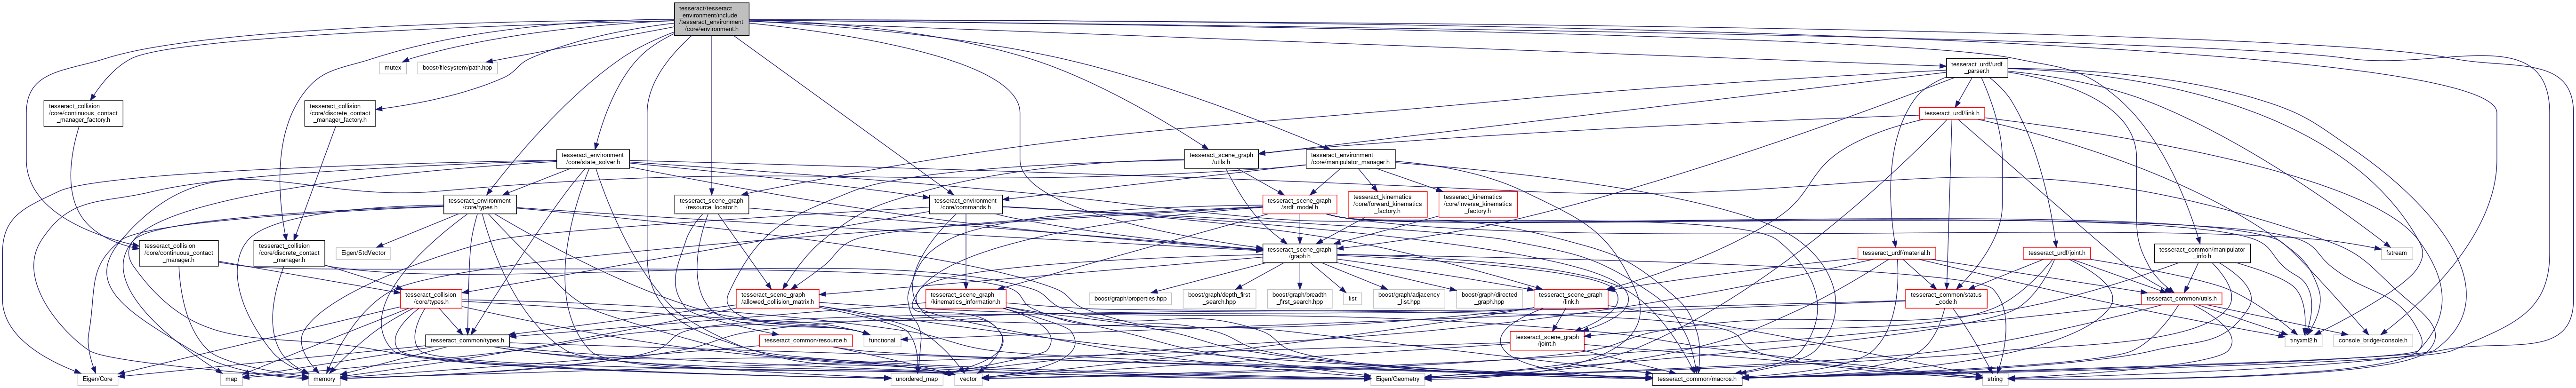 tesseract/tesseract
_environment/include
/tesseract_environment
/core/environment.h
mutex
boost/filesystem/path.hpp
tesseract_urdf/urdf
_parser.h
tesseract_collision
/core/continuous_contact
_manager_factory.h
tesseract_collision
/core/discrete_contact
_manager_factory.h
tesseract_urdf/link.h
tesseract_environment
/core/state_solver.h
tesseract_scene_graph
/utils.h
tesseract_environment
/core/manipulator_manager.h
tesseract_environment
/core/types.h
tesseract_scene_graph
/resource_locator.h
tesseract_environment
/core/commands.h
tesseract_scene_graph
/srdf_model.h
tesseract_kinematics
/core/forward_kinematics
_factory.h
tesseract_kinematics
/core/inverse_kinematics
_factory.h
tesseract_collision
/core/continuous_contact
_manager.h
tesseract_collision
/core/discrete_contact
_manager.h
Eigen/StdVector
tesseract_scene_graph
/graph.h
tesseract_urdf/material.h
tesseract_urdf/joint.h
tesseract_common/manipulator
_info.h
fstream
tesseract_collision
/core/types.h
tesseract_scene_graph
/allowed_collision_matrix.h
tesseract_scene_graph
/kinematics_information.h
boost/graph/properties.hpp
boost/graph/depth_first
_search.hpp
boost/graph/breadth
_first_search.hpp
list
boost/graph/adjacency
_list.hpp
boost/graph/directed
_graph.hpp
tesseract_scene_graph
/link.h
tesseract_common/status
_code.h
tesseract_common/utils.h
tesseract_common/types.h
tesseract_common/resource.h
functional
tesseract_scene_graph
/joint.h
tinyxml2.h
console_bridge/console.h
Eigen/Core
map
memory
unordered_map
vector
Eigen/Geometry
tesseract_common/macros.h
string